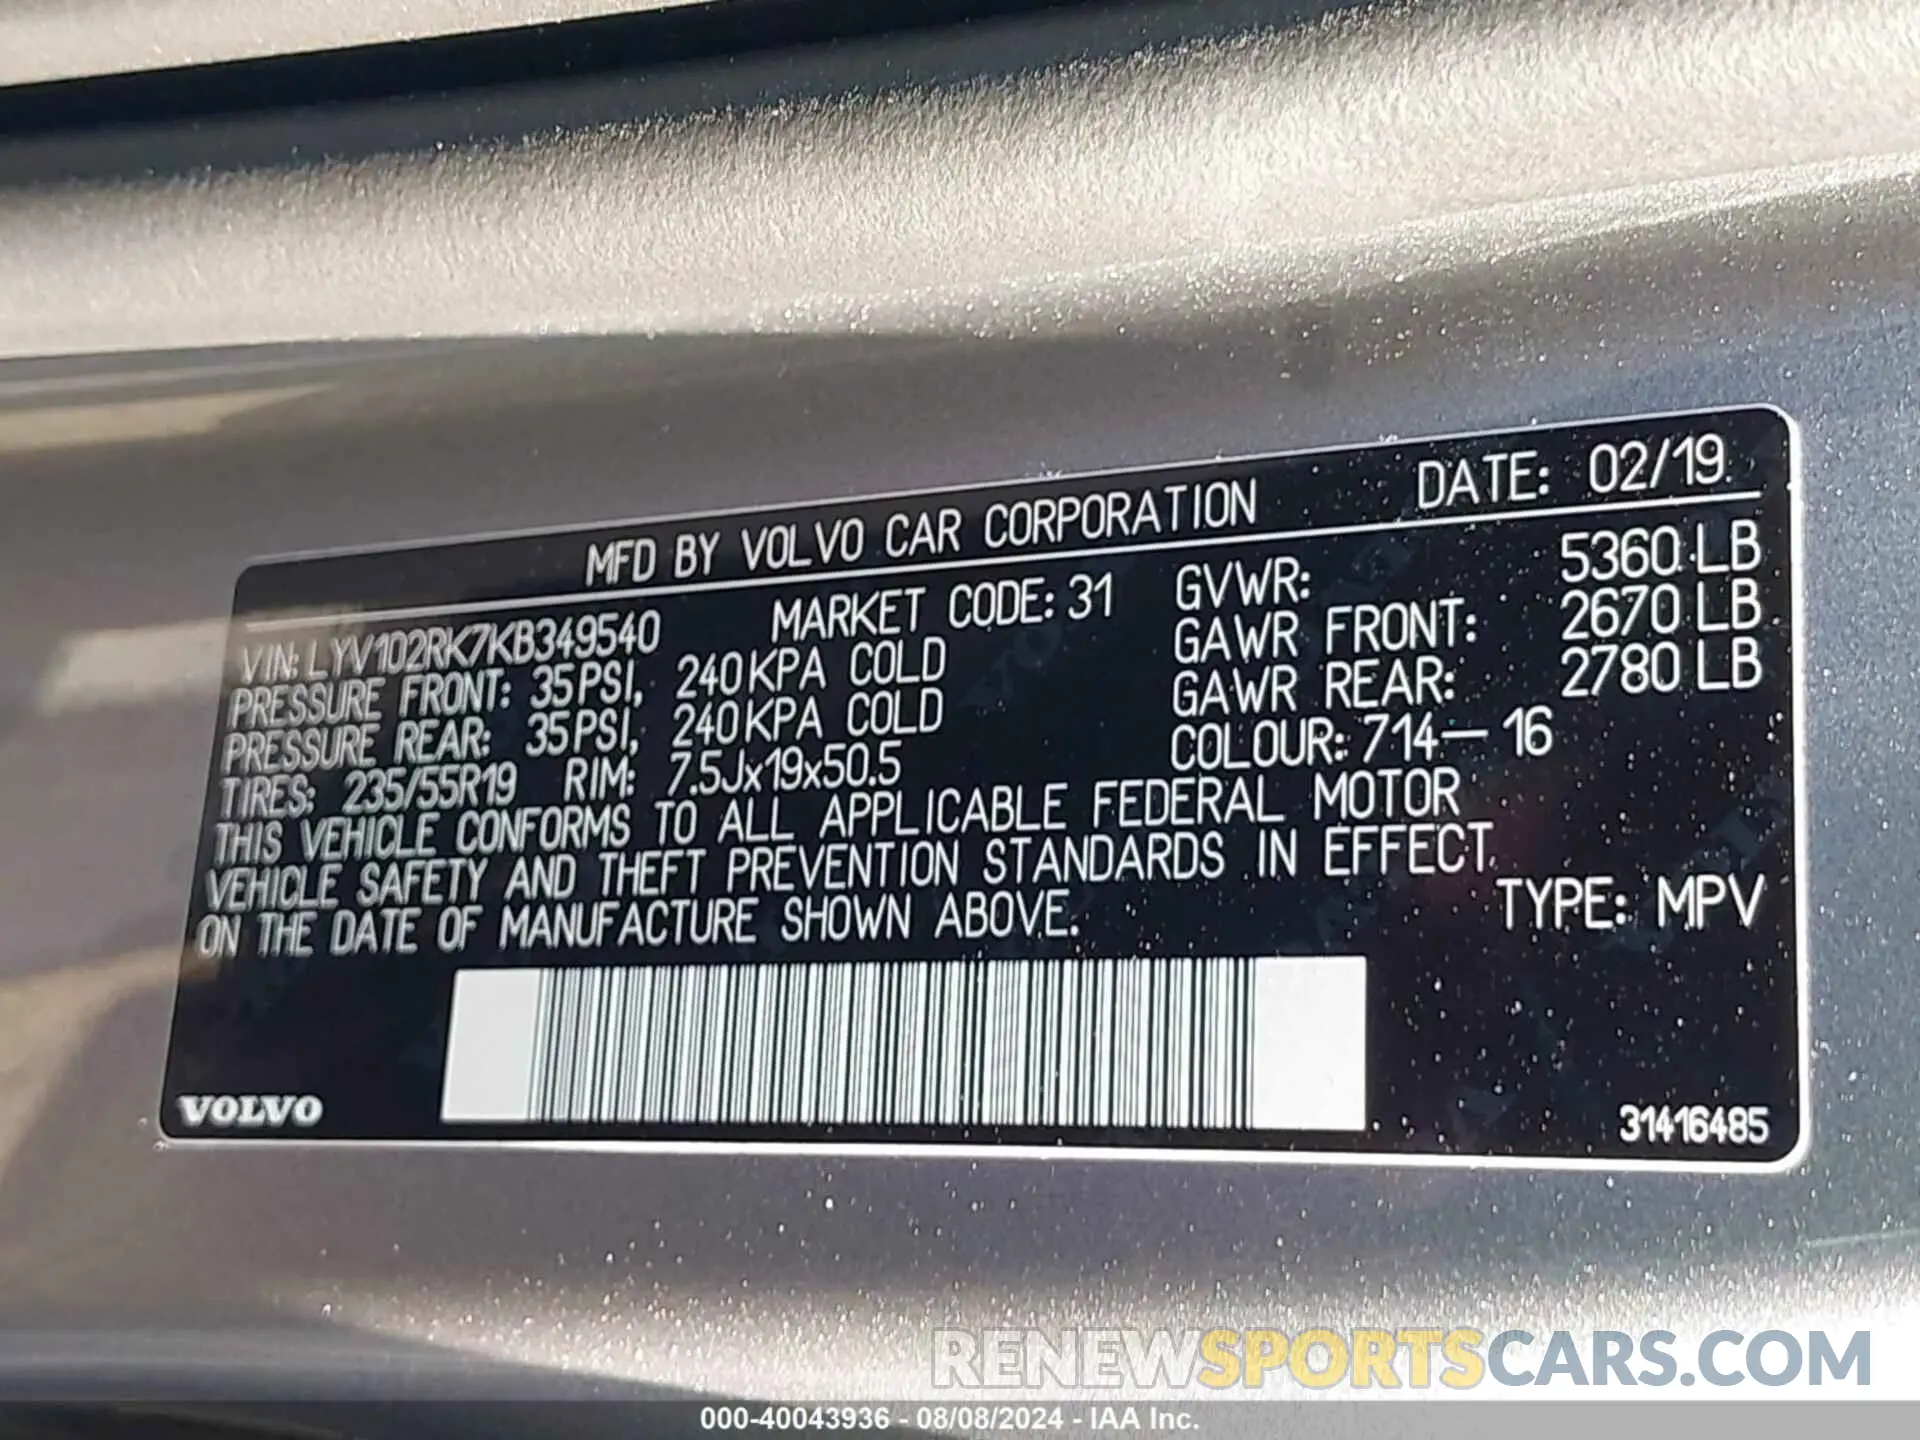 MFD BY VOLVO CAR CORPORATION DATE: 02/19
VIN: LYV102RK7KB349540 MARKET CODE: 31 GVWR: 5360 LB
PRESSURE FRONT: 35PSI, 240KPA COLD GAWR FRONT: 2670 LB
PRESSURE REAR: 35PSI, 240KPA COLD GAWR REAR: 2780 LB
TIRES: 235/55R19 RIM: 7.5Jx19x50.5 COLOUR: 714— 16
THIS VEHICLE CONFORMS TO ALL APPLICABLE FEDERAL MOTOR
VEHICLE SAFETY AND THEFT PREVENTION STANDARDS IN EFFECT
ON THE DATE OF MANUFACTURE SHOWN ABOVE. TYPE: MPV
VOLVO 31416485
RENEWSPORTSCARS.COM
000-40043936 - 08/08/2024 - IAA Inc.